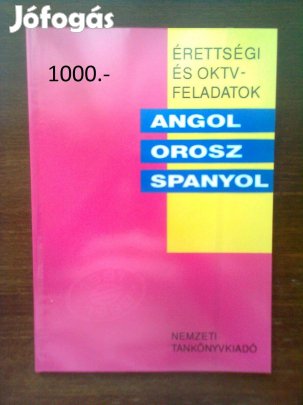 Jófogás
1000.-
ÉRETTSÉGI
ÉS OKTV-
FELADATOK
ANGOL
OROSZ
SPANYOL
NEMZETI
TANKÖNYVKIADÓ